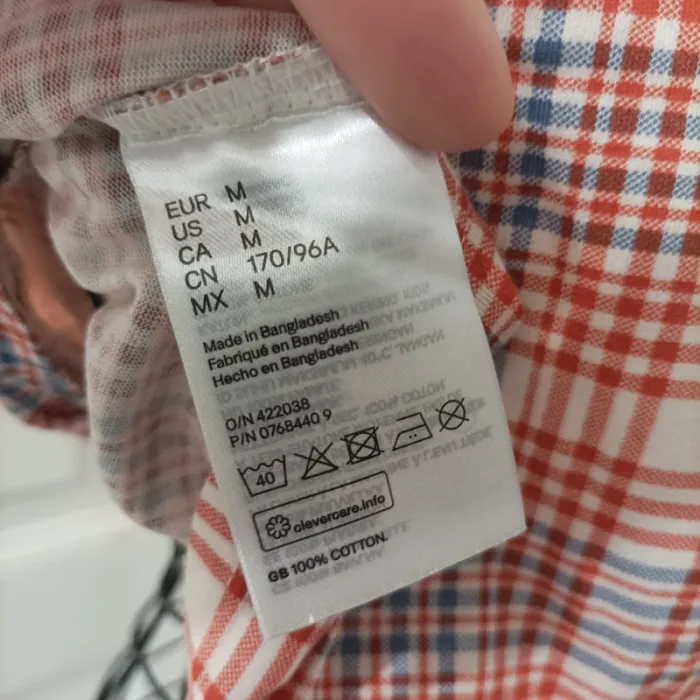 EUR M
US M
CA M
CN 170/96A
MX M
Made in Bangladesh
Fabriqué en Bangladesh
Hecho en Bangladesh
O/N 422038
P/N 0768440 9
40
clevercare.info
GB 100% COTTON.